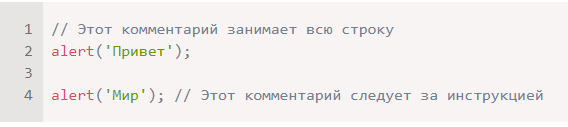 1 // Этот комментарий занимает всю строку
2 alert('Привет');
3
4 alert('Мир'); // Этот комментарий следует за инструкцией